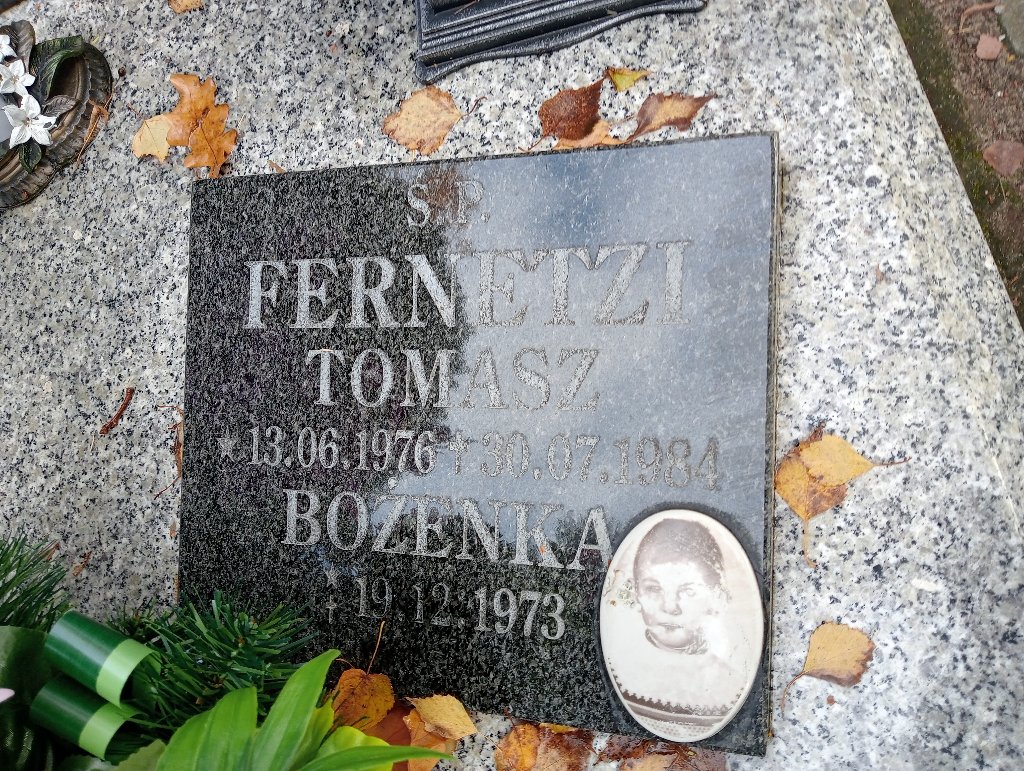 Ś.P.
FERNETZI
TOMASZ
* 13.06.1976 † 30.07.1984
BOŻENKA
* 19.12.1973